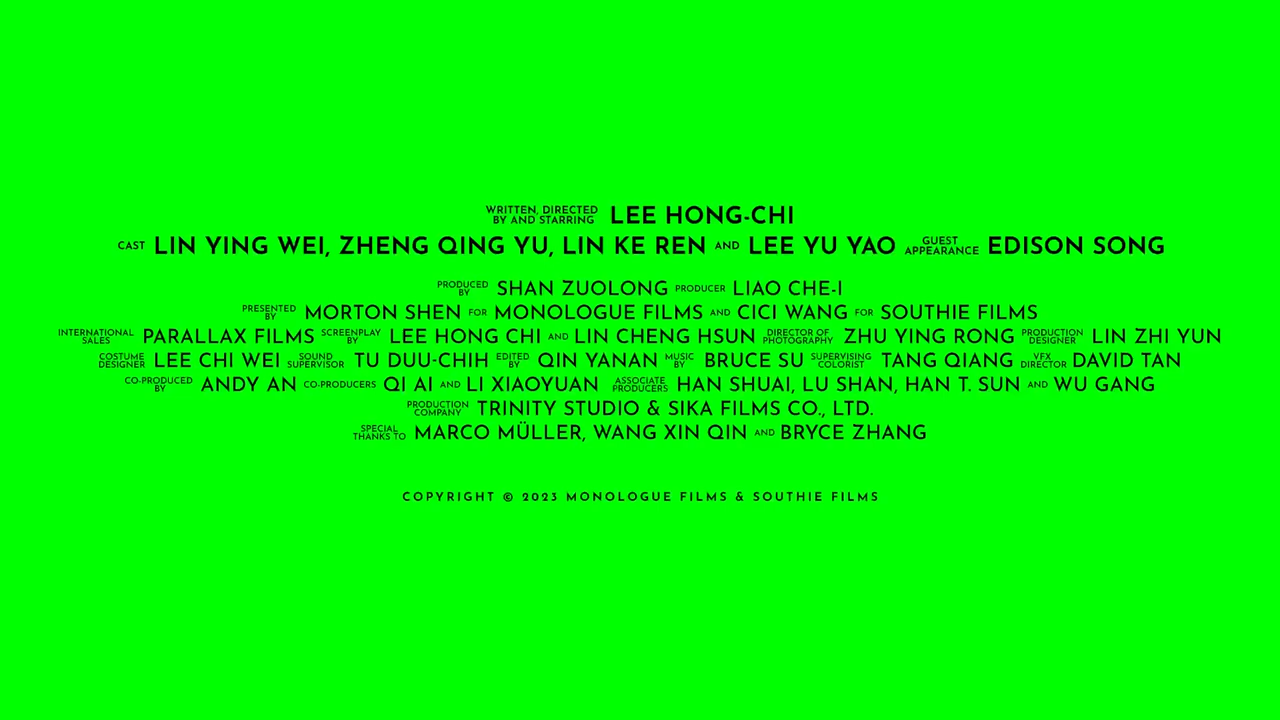 WRITTEN, DIRECTED BY AND STARRING LEE HONG-CHI
CAST LIN YING WEI, ZHENG QING YU, LIN KE REN AND LEE YU YAO GUEST APPEARANCE EDISON SONG
PRODUCED BY SHAN ZUOLONG PRODUCER LIAO CHE-I
PRESENTED BY MORTON SHEN FOR MONOLOGUE FILMS AND CICI WANG FOR SOUTHIE FILMS
INTERNATIONAL SALES PARALLAX FILMS SCREENPLAY BY LEE HONG CHI AND LIN CHENG HSUN DIRECTOR OF PHOTOGRAPHY ZHU YING RONG PRODUCTION DESIGNER LIN ZHI YUN
COSTUME DESIGNER LEE CHI WEI SOUND SUPERVISOR TU DUU-CHIH EDITED BY QIN YANAN MUSIC BY BRUCE SU SUPERVISING COLORIST TANG QIANG VFX DIRECTOR DAVID TAN
CO-PRODUCED BY ANDY AN CO-PRODUCERS QI AI AND LI XIAOYUAN ASSOCIATE PRODUCERS HAN SHUAI, LU SHAN, HAN T. SUN AND WU GANG
PRODUCTION COMPANY TRINITY STUDIO & SIKA FILMS CO., LTD.
SPECIAL THANKS TO MARCO MÜLLER, WANG XIN QIN AND BRYCE ZHANG
COPYRIGHT © 2023 MONOLOGUE FILMS & SOUTHIE FILMS